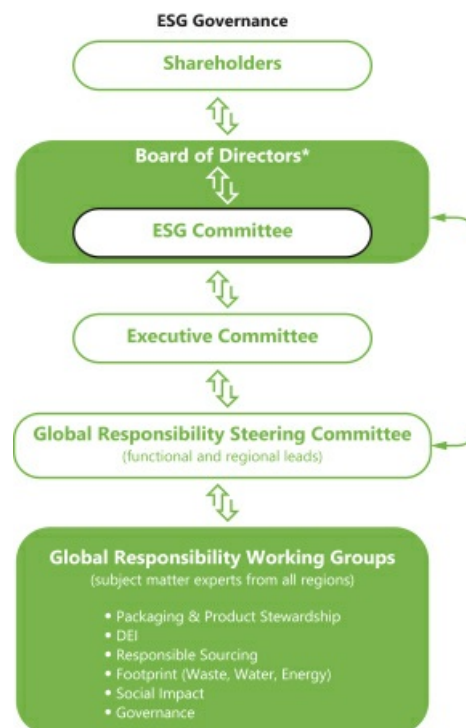 ESG Governance
Shareholders
Board of Directors*
ESG Committee
Executive Committee
Global Responsibility Steering Committee
(functional and regional leads)
Global Responsibility Working Groups
(subject matter experts from all regions)
• Packaging & Product Stewardship
• DEI
• Responsible Sourcing
• Footprint (Waste, Water, Energy)
• Social Impact
• Governance